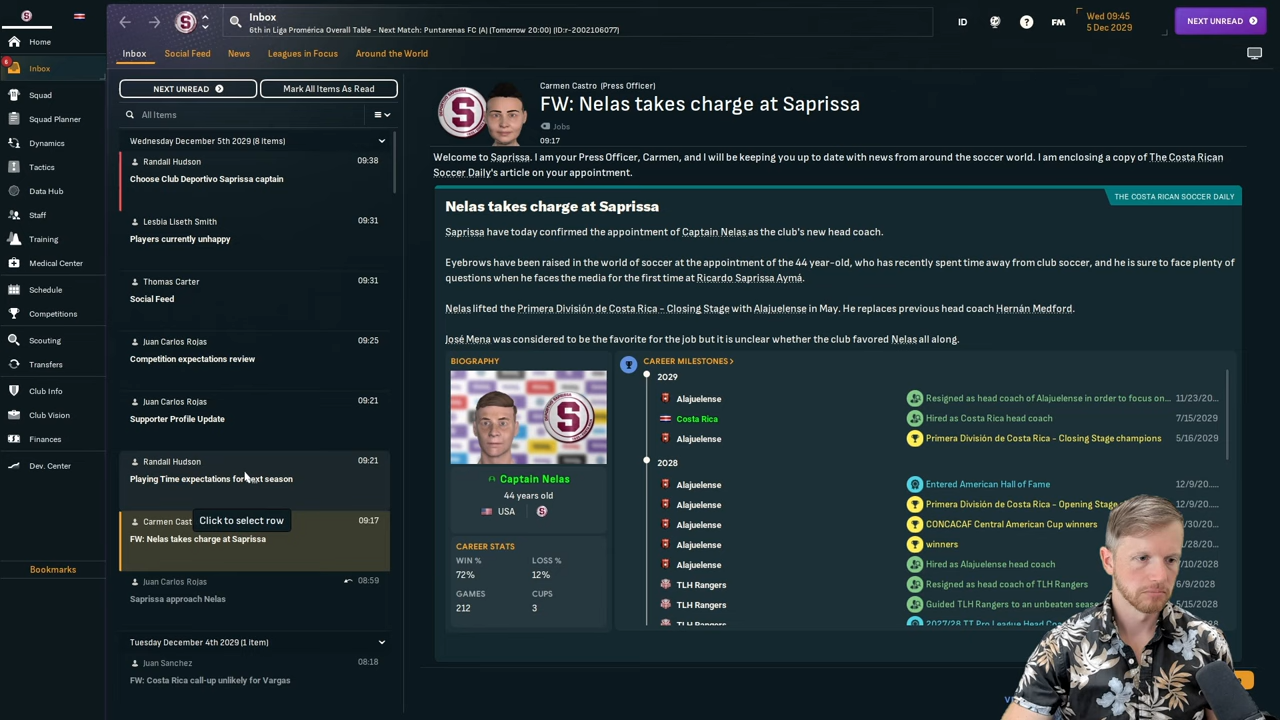 Inbox
6th in Liga Promérica Overall Table - Next Match: Puntarenas FC (A) (Tomorrow 20:00) (ID:r-2002106077)
ID
FM
Wed 09:45
5 Dec 2029
NEXT UNREAD
Home
6
Inbox
Squad
Squad Planner
Dynamics
Tactics
Data Hub
Staff
Training
Medical Center
Schedule
Competitions
Scouting
Transfers
Club Info
Club Vision
Finances
Dev. Center
Bookmarks
Inbox
Social Feed
News
Leagues in Focus
Around the World
NEXT UNREAD
Mark All Items As Read
All Items
Wednesday December 5th 2029 (8 items)
Randall Hudson 09:38
Choose Club Deportivo Saprissa captain
Lesbia Liseth Smith 09:31
Players currently unhappy
Thomas Carter 09:31
Social Feed
Juan Carlos Rojas 09:25
Competition expectations review
Juan Carlos Rojas 09:21
Supporter Profile Update
Randall Hudson 09:21
Playing Time expectations for next season
Carmen Cast 09:17
Click to select row
FW: Nelas takes charge at Saprissa
Juan Carlos Rojas 08:59
Saprissa approach Nelas
Tuesday December 4th 2029 (1 item)
Juan Sanchez 08:18
FW: Costa Rica call-up unlikely for Vargas
Carmen Castro (Press Officer)
FW: Nelas takes charge at Saprissa
Jobs
09:17
Welcome to Saprissa. I am your Press Officer, Carmen, and I will be keeping you up to date with news from around the soccer world. I am enclosing a copy of The Costa Rican
Soccer Daily's article on your appointment.
THE COSTA RICAN SOCCER DAILY
Nelas takes charge at Saprissa
Saprissa have today confirmed the appointment of Captain Nelas as the club's new head coach.
Eyebrows have been raised in the world of soccer at the appointment of the 44 year-old, who has recently spent time away from club soccer, and he is sure to face plenty of
questions when he faces the media for the first time at Ricardo Saprissa Aymá.
Nelas lifted the Primera División de Costa Rica - Closing Stage with Alajuelense in May. He replaces previous head coach Hernán Medford.
José Mena was considered to be the favorite for the job but it is unclear whether the club favored Nelas all along.
BIOGRAPHY
Captain Nelas
44 years old
USA
CAREER STATS
WIN % LOSS %
72% 12%
GAMES CUPS
212 3
CAREER MILESTONES
2029
Alajuelense Resigned as head coach of Alajuelense in order to focus on... 11/23/20...
Costa Rica Hired as Costa Rica head coach 7/15/2029
Alajuelense Primera División de Costa Rica - Closing Stage champions 5/16/2029
2028
Alajuelense Entered American Hall of Fame 12/9/20...
Alajuelense Primera División de Costa Rica - Opening Stage 12/9/20...
Alajuelense CONCACAF Central American Cup winners /30/20...
Alajuelense winners /28/20...
Alajuelense Hired as Alajuelense head coach /10/2028
TLH Rangers Resigned as head coach of TLH Rangers 6/9/2028
TLH Rangers Guided TLH Rangers to an unbeaten seas 5/15/2028
TLH Rangers 2027/28 TT Pro League Head Coac 2028